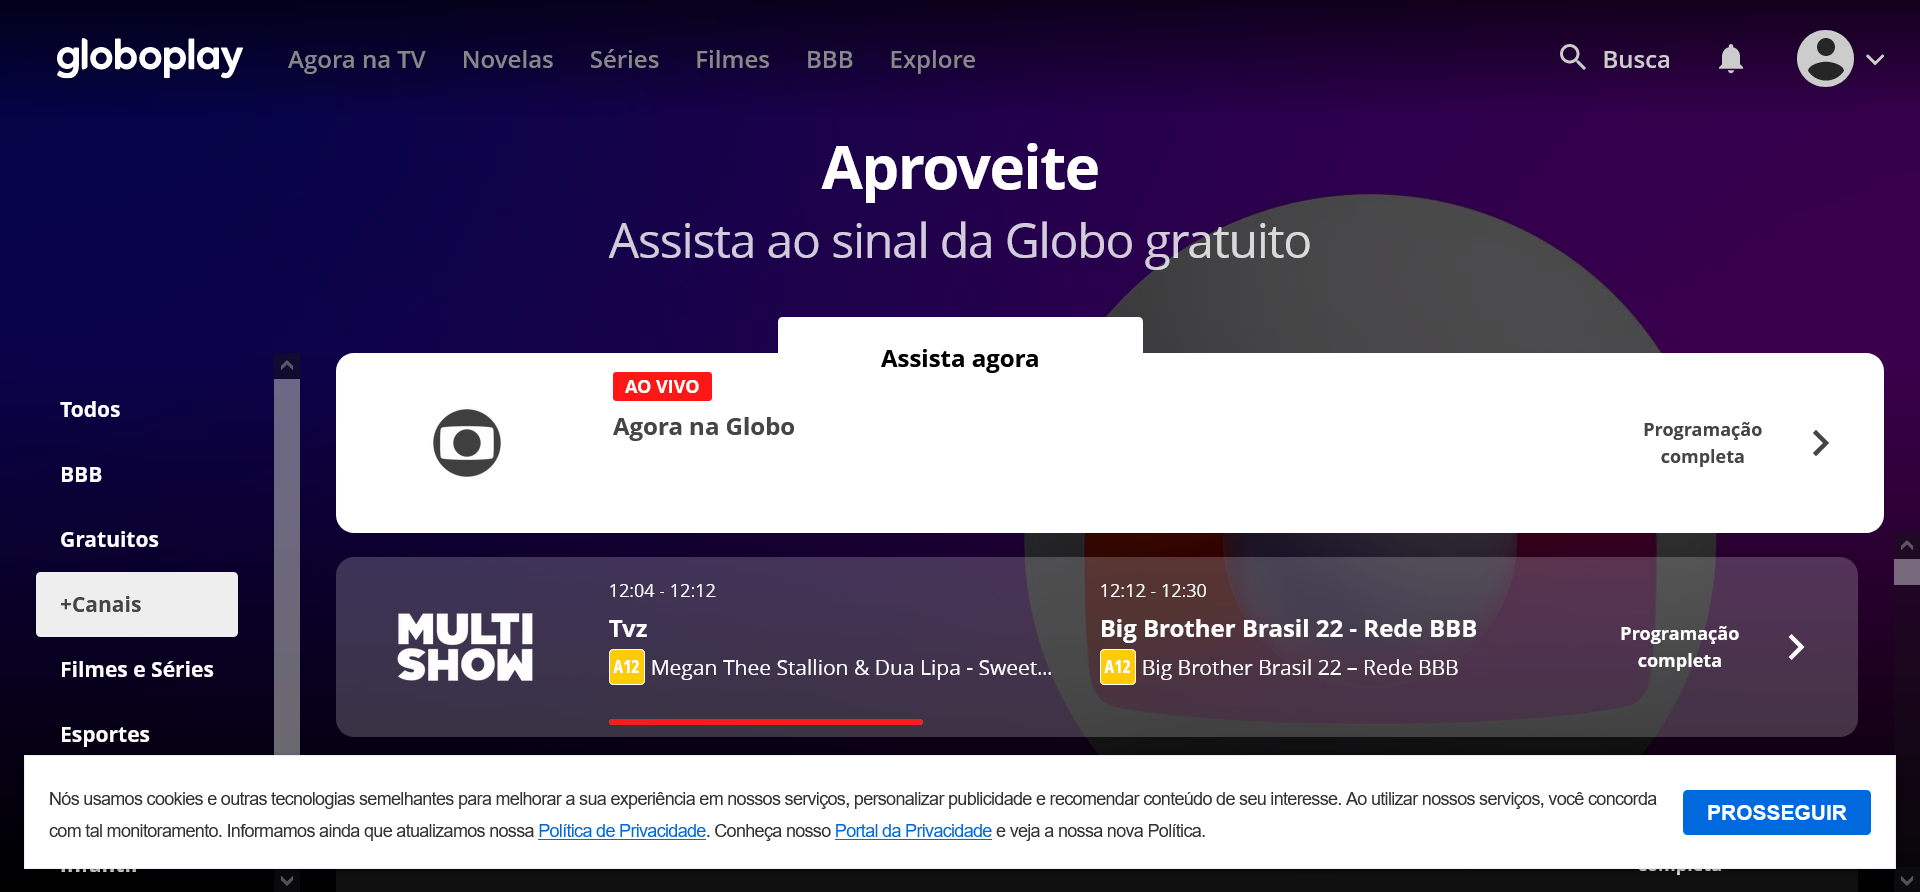 globoplay
Agora na TV
Novelas
Séries
Filmes
BBB
Explore
Busca
Aproveite
Assista ao sinal da Globo gratuito
Assista agora
Todos
BBB
Gratuitos
+Canais
Filmes e Séries
Esportes
AO VIVO
Agora na Globo
Programação
completa
MULTI
SHOW
12:04 - 12:12
Tvz
A12 Megan Thee Stallion & Dua Lipa - Sweet...
12:12 - 12:30
Big Brother Brasil 22 - Rede BBB
A12 Big Brother Brasil 22 – Rede BBB
Programação
completa
Nós usamos cookies e outras tecnologias semelhantes para melhorar a sua experiência em nossos serviços, personalizar publicidade e recomendar conteúdo de seu interesse. Ao utilizar nossos serviços, você concorda
com tal monitoramento. Informamos ainda que atualizamos nossa Política de Privacidade. Conheça nosso Portal da Privacidade e veja a nossa nova Política.
PROSSEGUIR